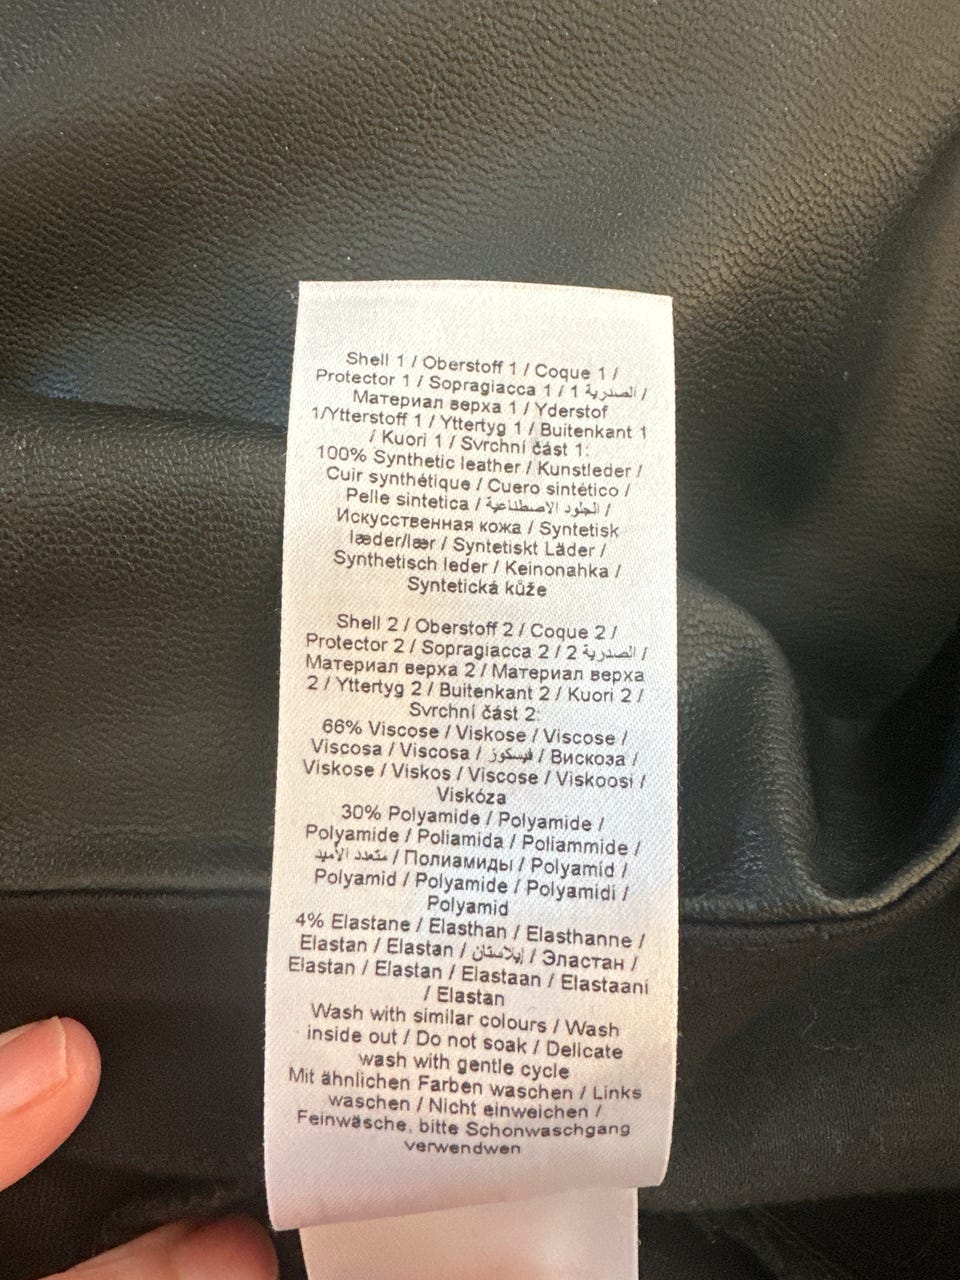 Shell 1 / Oberstoff 1 / Coque 1 /
Protector 1 / Sopragiacca 1 / 1 الصدرية /
Материал верха 1 / Yderstof
1/Ytterstoff 1 / Yttertyg 1 / Buitenkant 1
/ Kuori 1 / Svrchní část 1:
100% Synthetic leather / Kunstleder /
Cuir synthétique / Cuero sintético /
Pelle sintetica / الجلود الاصطناعية /
Искусственная кожа / Syntetisk
læder/lær / Syntetiskt Läder /
Synthetisch leder / Keinonahka /
Syntetická kůže
Shell 2 / Oberstoff 2 / Coque 2 /
Protector 2 / Sopragiacca 2 / 2 الصدرية /
Материал верха 2 / Материал верха
2 / Yttertyg 2 / Buitenkant 2 / Kuori 2 /
Svrchní část 2:
66% Viscose / Viskose / Viscose /
Viscosa / Viscosa / فيسكوز / Вискоза /
Viskose / Viskos / Viscose / Viskoosi /
Viskóza
30% Polyamide / Polyamide /
Polyamide / Poliamida / Poliammide /
متعدد الأميد / Полиамиды / Polyamid /
Polyamid / Polyamide / Polyamidi /
Polyamid
4% Elastane / Elasthan / Elasthanne /
Elastan / Elastan / إيلاستان / Эластан /
Elastan / Elastan / Elastaan / Elastaani
/ Elastan
Wash with similar colours / Wash
inside out / Do not soak / Delicate
wash with gentle cycle
Mit ähnlichen Farben waschen / Links
waschen / Nicht einweichen /
Feinwäsche, bitte Schonwaschgang
verwendwen